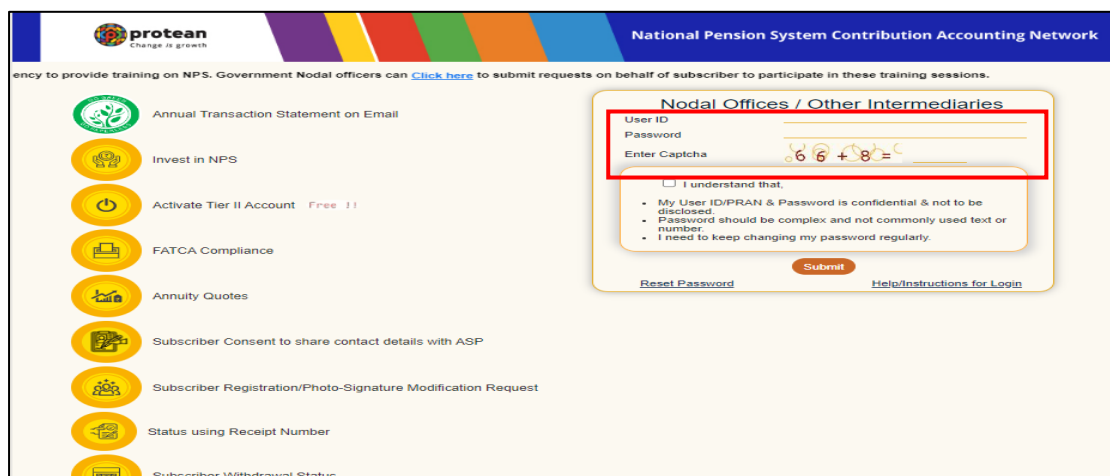 protean
Change is growth
National Pension System Contribution Accounting Network
ency to provide training on NPS. Government Nodal officers can Click here to submit requests on behalf of subscriber to participate in these training sessions.
Annual Transaction Statement on Email
Invest in NPS
Activate Tier II Account Free !!
FATCA Compliance
Annuity Quotes
Subscriber Consent to share contact details with ASP
Subscriber Registration/Photo-Signature Modification Request
Status using Receipt Number
Subscriber Withdrawal Status
Nodal Offices / Other Intermediaries
User ID
Password
Enter Captcha 66 + 8 =
I understand that,
• My User ID/PRAN & Password is confidential & not to be
disclosed.
• Password should be complex and not commonly used text or
number.
• I need to keep changing my password regularly.
Submit
Reset Password Help/Instructions for Login